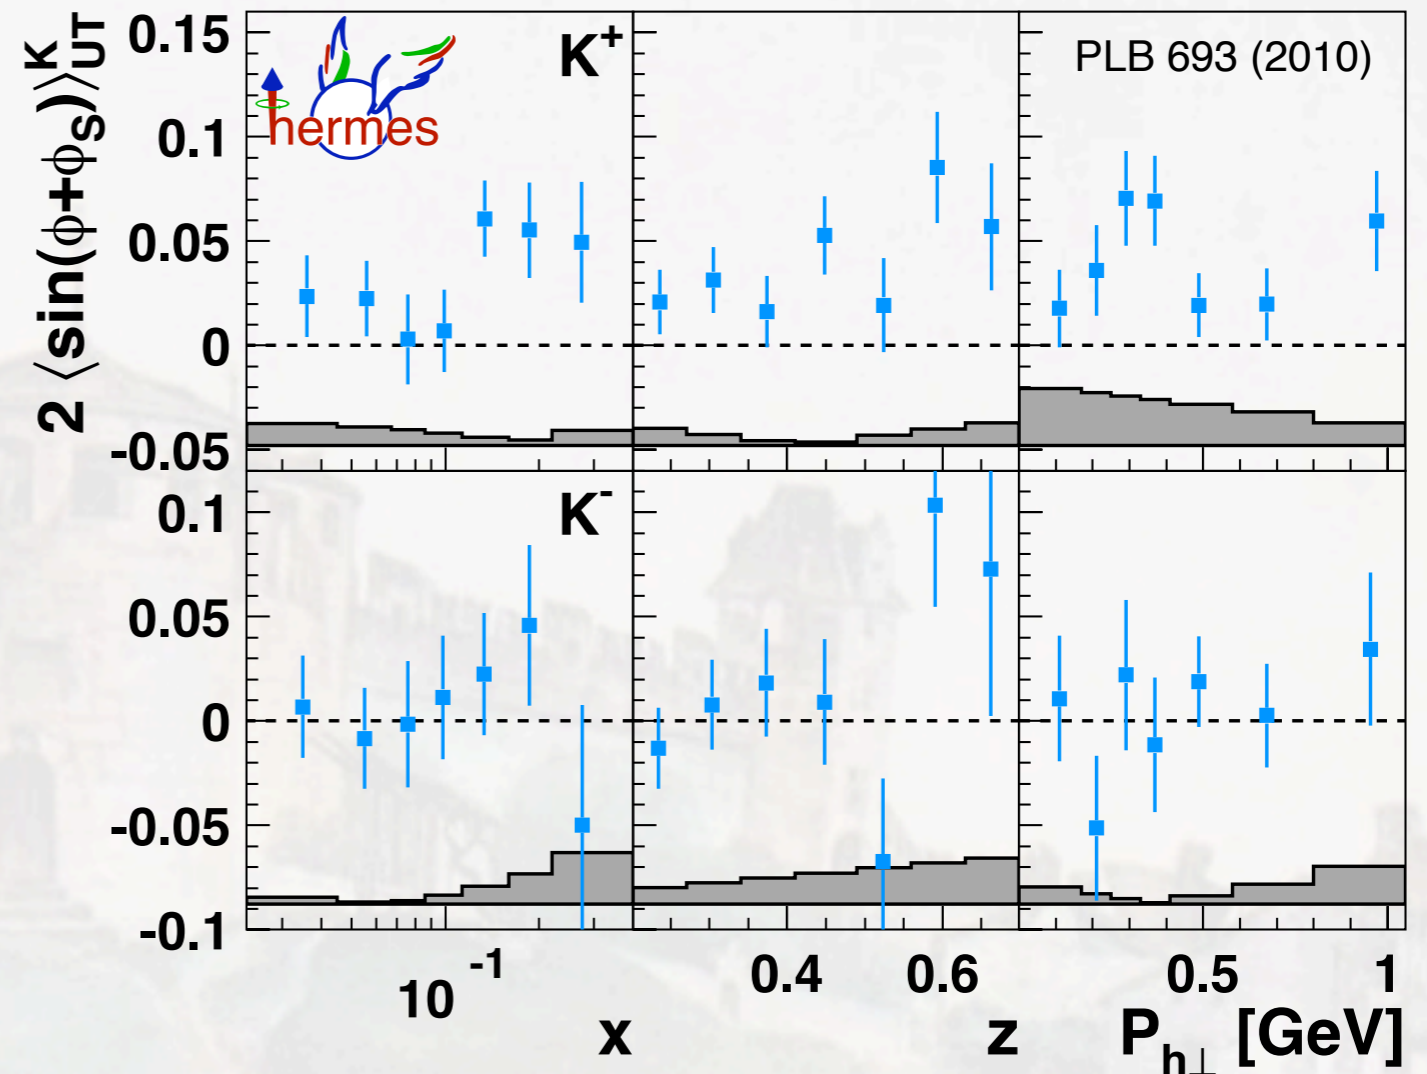 2 ⟨sin(ϕ+ϕS)⟩KUT
0.15
0.1
0.05
0
-0.05
hermes
K+
PLB 693 (2010)
0.1
0.05
0
-0.05
-0.1
K-
10-1
0.4 0.6
0.5 1
x
z
Ph⊥ [GeV]